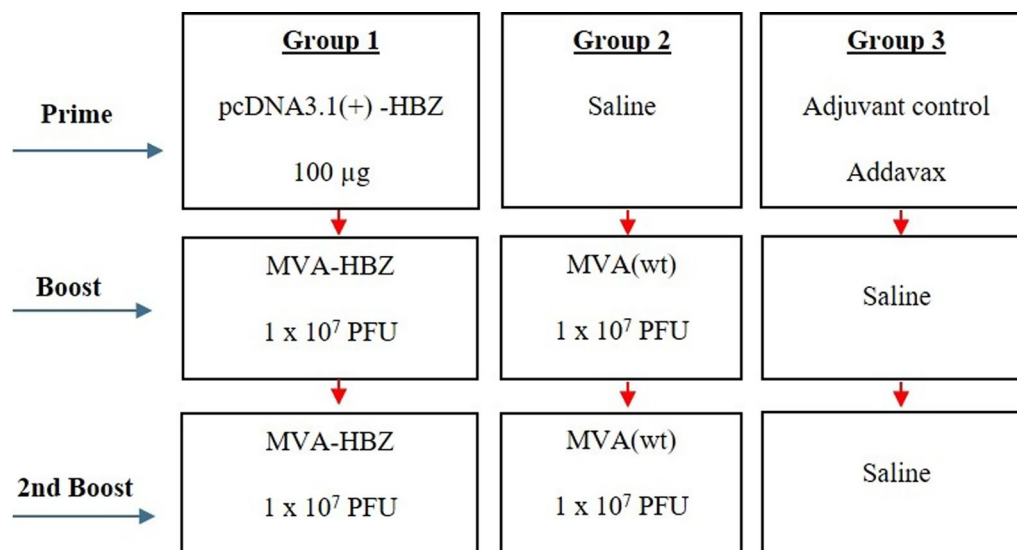 Group 1
Group 2
Group 3
Prime
pcDNA3.1(+) -HBZ
100 µg
Saline
Adjuvant control
Addavax
Boost
MVA-HBZ
1 x 10⁷ PFU
MVA(wt)
1 x 10⁷ PFU
Saline
2nd Boost
MVA-HBZ
1 x 10⁷ PFU
MVA(wt)
1 x 10⁷ PFU
Saline